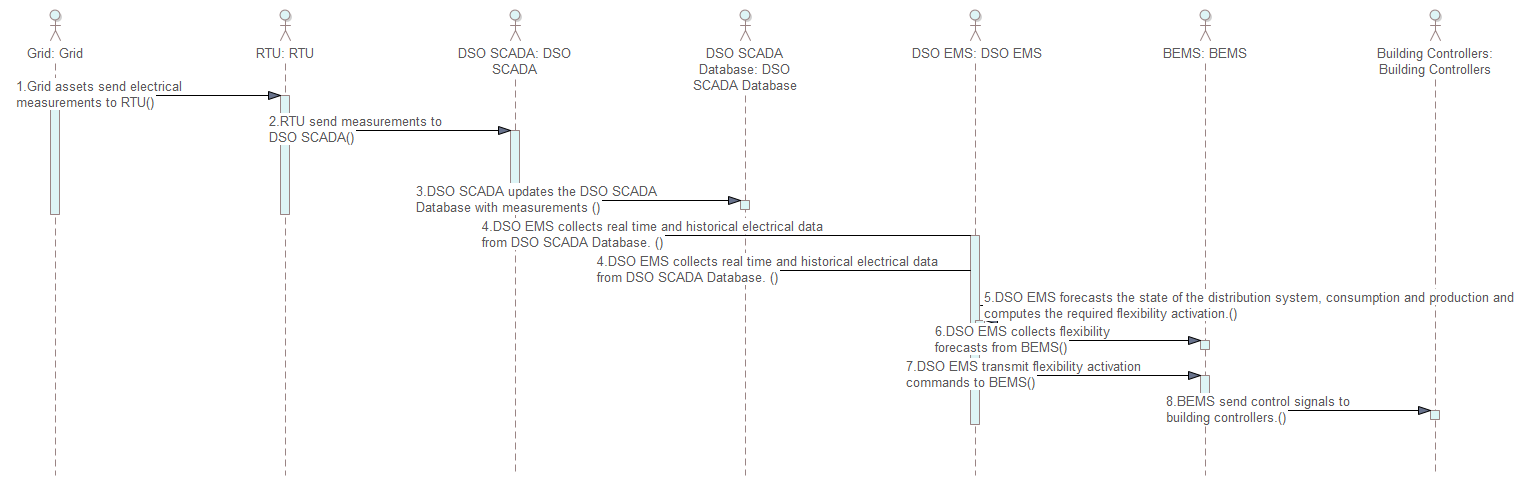 Grid: Grid
RTU: RTU
DSO SCADA: DSO
SCADA
DSO SCADA
Database: DSO
SCADA Database
DSO EMS: DSO EMS
BEMS: BEMS
Building Controllers:
Building Controllers
1.Grid assets send electrical
measurements to RTU()
2.RTU send measurements to
DSO SCADA()
3.DSO SCADA updates the DSO SCADA
Database with measurements ()
4.DSO EMS collects real time and historical electrical data
from DSO SCADA Database. ()
4.DSO EMS collects real time and historical electrical data
from DSO SCADA Database. ()
5.DSO EMS forecasts the state of the distribution system, consumption and production and
computes the required flexibility activation.()
6.DSO EMS collects flexibility
forecasts from BEMS()
7.DSO EMS transmit flexibility activation
commands to BEMS()
8.BEMS send control signals to
building controllers.()